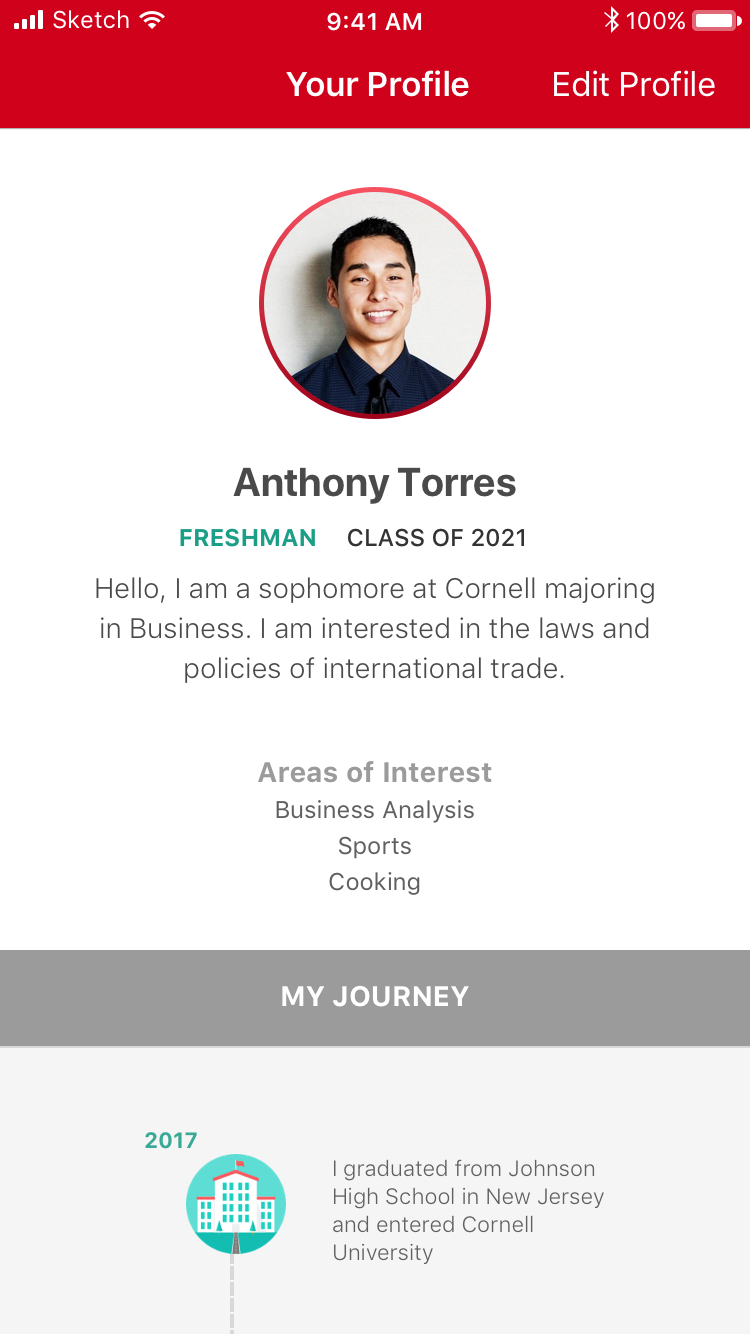 Sketch 9:41 AM 100%
Your Profile Edit Profile
Anthony Torres
FRESHMAN CLASS OF 2021
Hello, I am a sophomore at Cornell majoring
in Business. I am interested in the laws and
policies of international trade.
Areas of Interest
Business Analysis
Sports
Cooking
MY JOURNEY
2017
I graduated from Johnson
High School in New Jersey
and entered Cornell
University